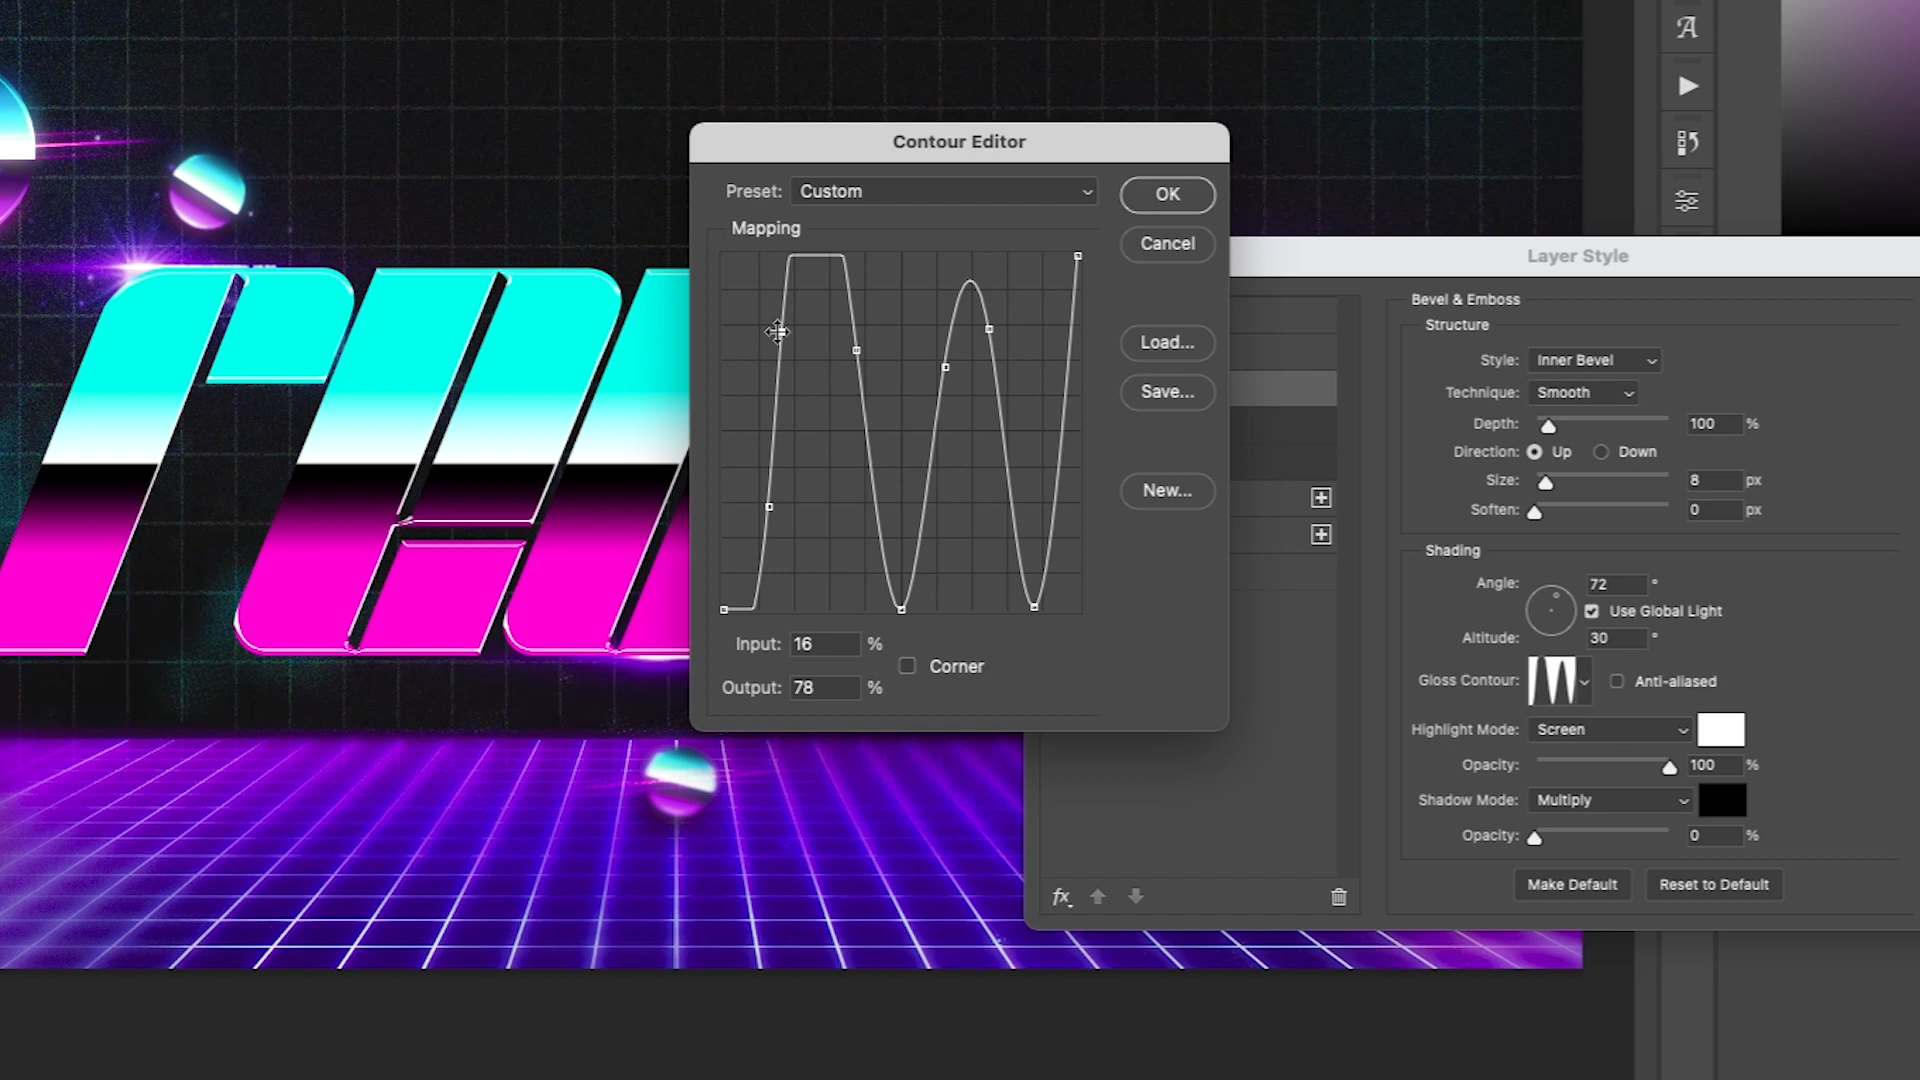 Contour Editor
Preset: Custom
OK
Mapping
Cancel
Load...
Save...
New...
Input: 16 %
Corner
Output: 78 %
Layer Style
Bevel & Emboss
Structure
Style: Inner Bevel
Technique: Smooth
Depth: 100 %
Direction: Up Down
Size: 8 px
Soften: 0 px
Shading
Angle: 72 °
Use Global Light
Altitude: 30 °
Gloss Contour: Anti-aliased
Highlight Mode: Screen
Opacity: 100 %
Shadow Mode: Multiply
Opacity: 0 %
Make Default Reset to Default
fx
A